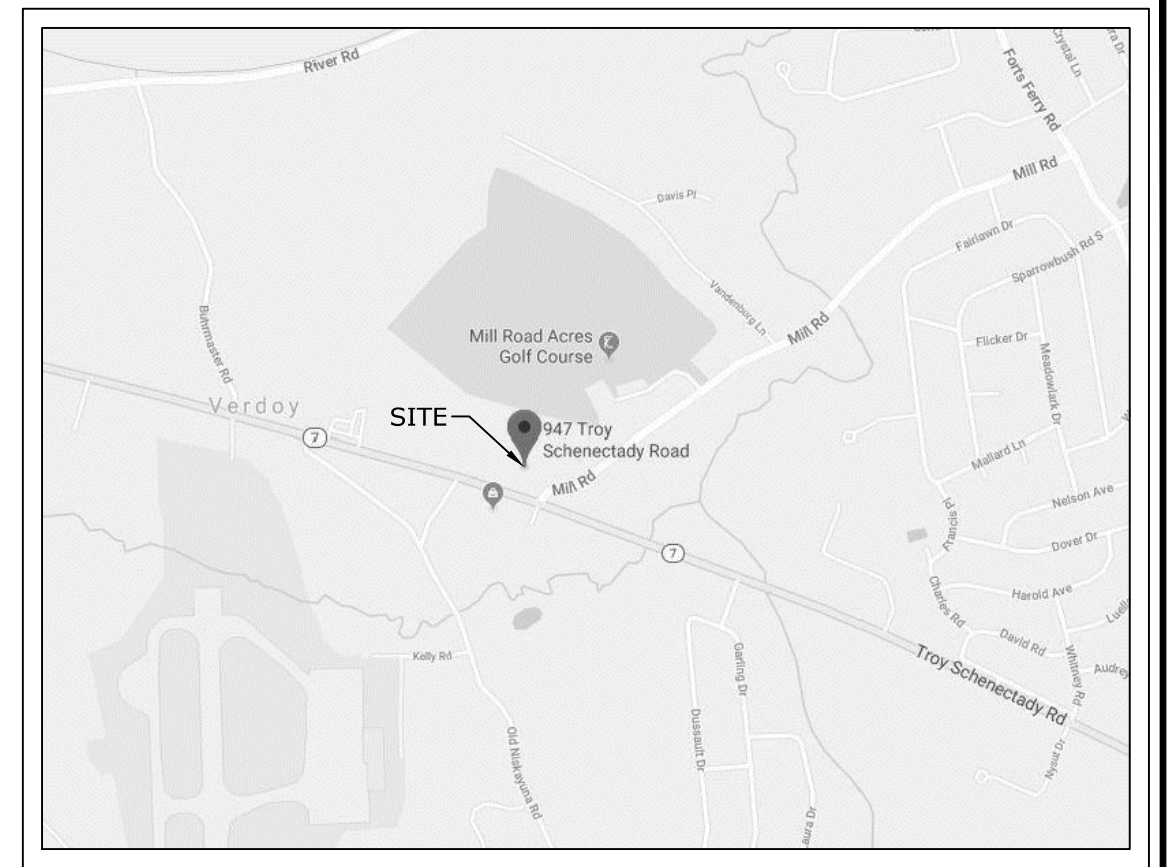 River Rd
Crystal Ln
Forts Ferry Rd
Mill Rd
Davis Pl
Fairlawn Dr
Sparrowbush Rd S
Vandenburg Ln
Mill Rd
Buhrmaster Rd
Mill Road Acres
Golf Course
Flicker Dr
Meadowlark Dr
Verdoy
7
SITE
947 Troy
Schenectady Road
Mill Rd
Mallard Ln
Nelson Ave
Francis Pl
Dover Dr
7
Harold Ave
Charles Rd
David Rd
Whitney Rd
Audrey
Kelly Rd
Garling Dr
Troy Schenectady Rd
Dussault Dr
Old Niskayuna Rd
Nysut Dr
aura Dr